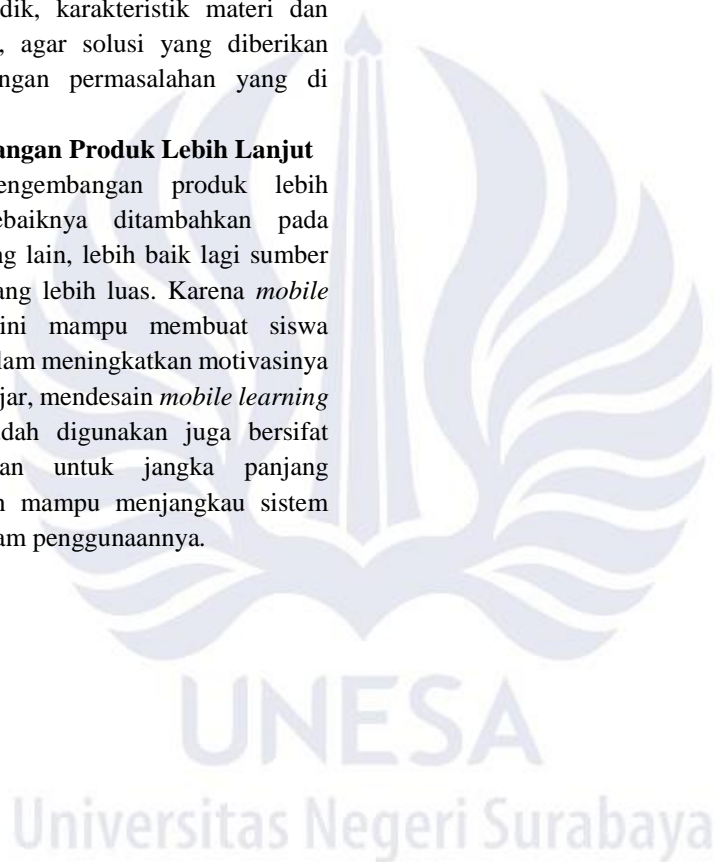 dik, karakteristik materi dan
, agar solusi yang diberikan
ngan permasalahan yang di
angan Produk Lebih Lanjut
engembangan produk lebih
ebaiknya ditambahkan pada
ng lain, lebih baik lagi sumber
ang lebih luas. Karena mobile
ini mampu membuat siswa
alam meningkatkan motivasinya
jar, mendesain mobile learning
udah digunakan juga bersifat
an untuk jangka panjang
n mampu menjangkau sistem
am penggunaannya.
UNESA
Universitas Negeri Surabaya